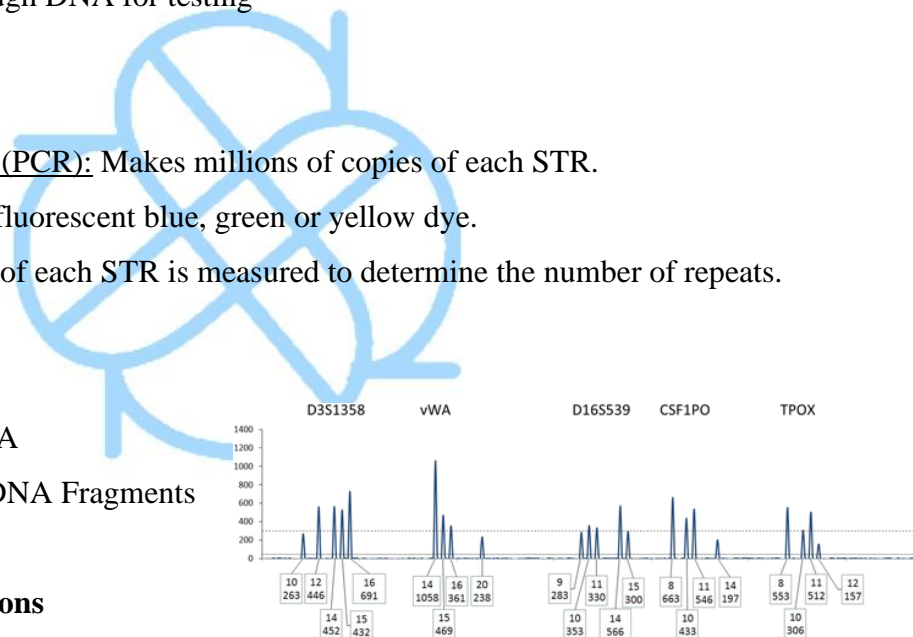 ugh DNA for testing
(PCR): Makes millions of copies of each STR.
fluorescent blue, green or yellow dye.
of each STR is measured to determine the number of repeats.
A
DNA Fragments
ons
D3S1358 vWA D16S539 CSF1PO TPOX
1400
1200
1000
800
600
400
200
0
10 12 16 14 16 20 9 11 15 8 11 14 8 11 12
263 446 691 1058 361 238 283 330 300 663 546 197 553 512 157
14 15 15 10 14 10 10
452 432 469 353 566 433 306